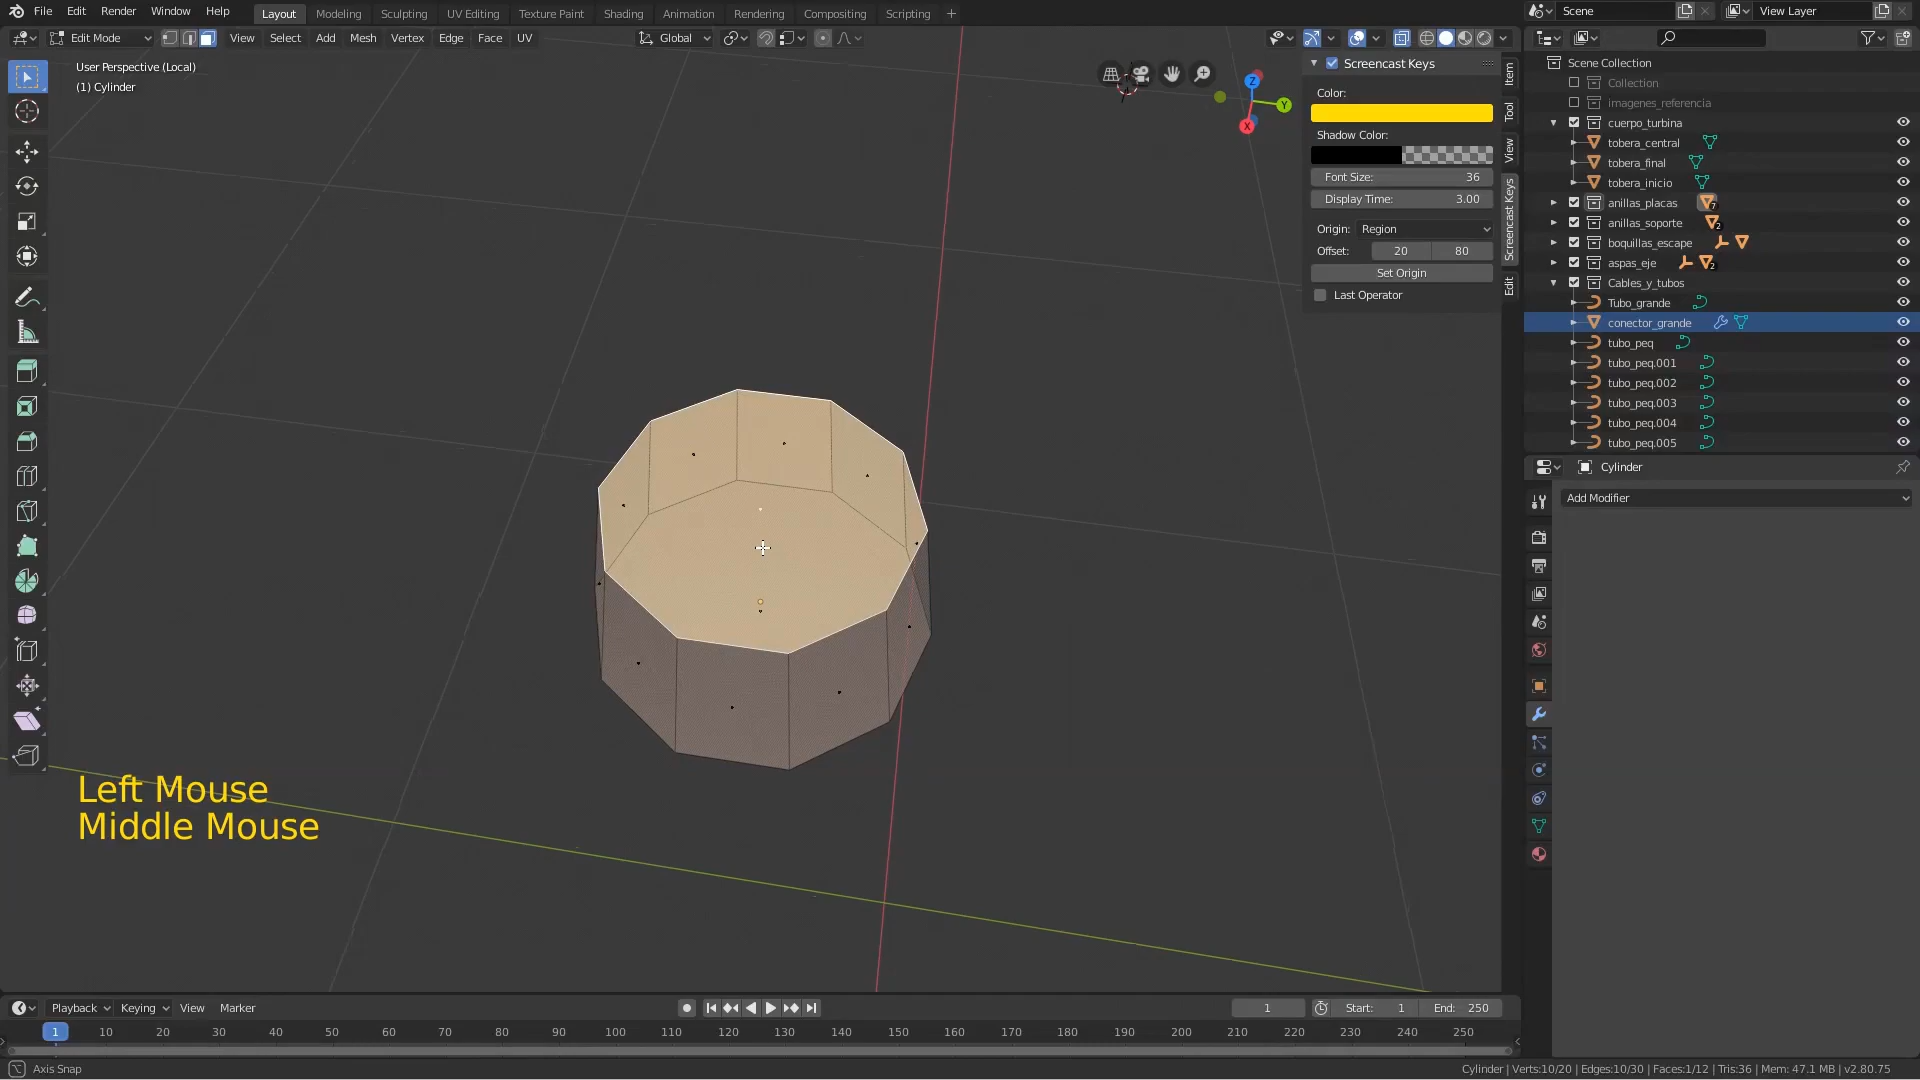 File Edit Render Window Help
Layout Modeling Sculpting UV Editing Texture Paint Shading Animation Rendering Compositing Scripting +
Scene
View Layer
Edit Mode
View Select Add Mesh Vertex Edge Face UV
Global
User Perspective (Local)
(1) Cylinder
Z
Y
X
Screencast Keys
Color:
Shadow Color:
Font Size: 36
Display Time: 3.00
Origin: Region
Offset: 20 80
Set Origin
Last Operator
Item
Tool
View
Screencast Keys
Edit
Scene Collection
Collection
imagenes_referencia
cuerpo_turbina
tobera_central
tobera_final
tobera_inicio
anillas_placas 7
anillas_soporte 2
boquillas_escape
aspas_eje 2
Cables_y_tubos
Tubo_grande
conector_grande
tubo_peq
tubo_peq.001
tubo_peq.002
tubo_peq.003
tubo_peq.004
tubo_peq.005
Cylinder
Add Modifier
Left Mouse
Middle Mouse
Playback Keying View Marker
1 Start: 1 End: 250
1 10 20 30 40 50 60 70 80 90 100 110 120 130 140 150 160 170 180 190 200 210 220 230 240 250
Axis Snap
Cylinder | Verts:10/20 | Edges:10/30 | Faces:1/12 | Tris:36 | Mem: 47.1 MB | v2.80.75